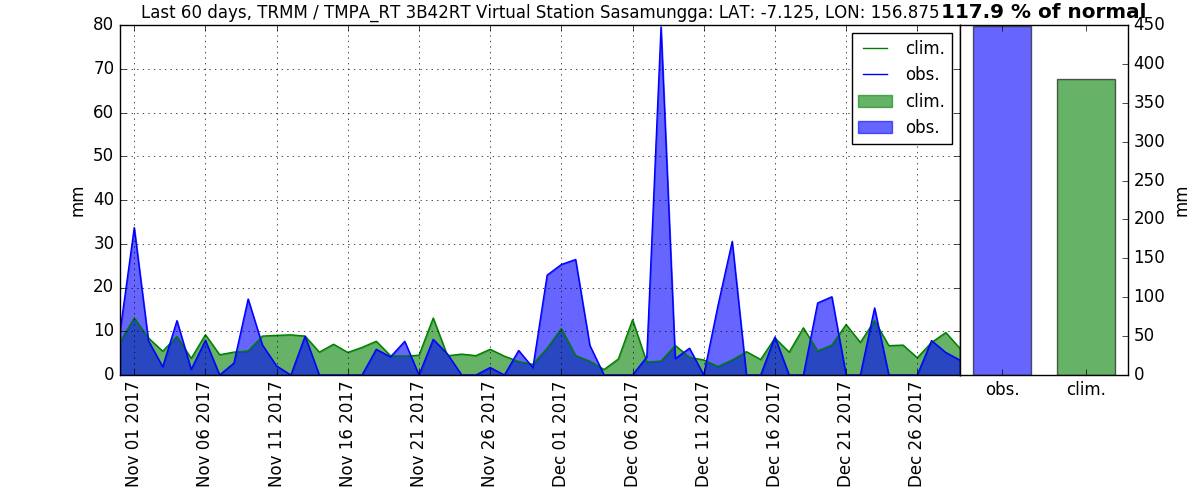 Last 60 days, TRMM / TMPA_RT 3B42RT Virtual Station Sasamungga: LAT: -7.125, LON: 156.875
117.9 % of normal
80
70
60
50
40
30
20
10
0
mm
clim.
obs.
clim.
obs.
Nov 01 2017
Nov 06 2017
Nov 11 2017
Nov 16 2017
Nov 21 2017
Nov 26 2017
Dec 01 2017
Dec 06 2017
Dec 11 2017
Dec 16 2017
Dec 21 2017
Dec 26 2017
450
400
350
300
250
200
150
100
50
0
mm
obs.
clim.